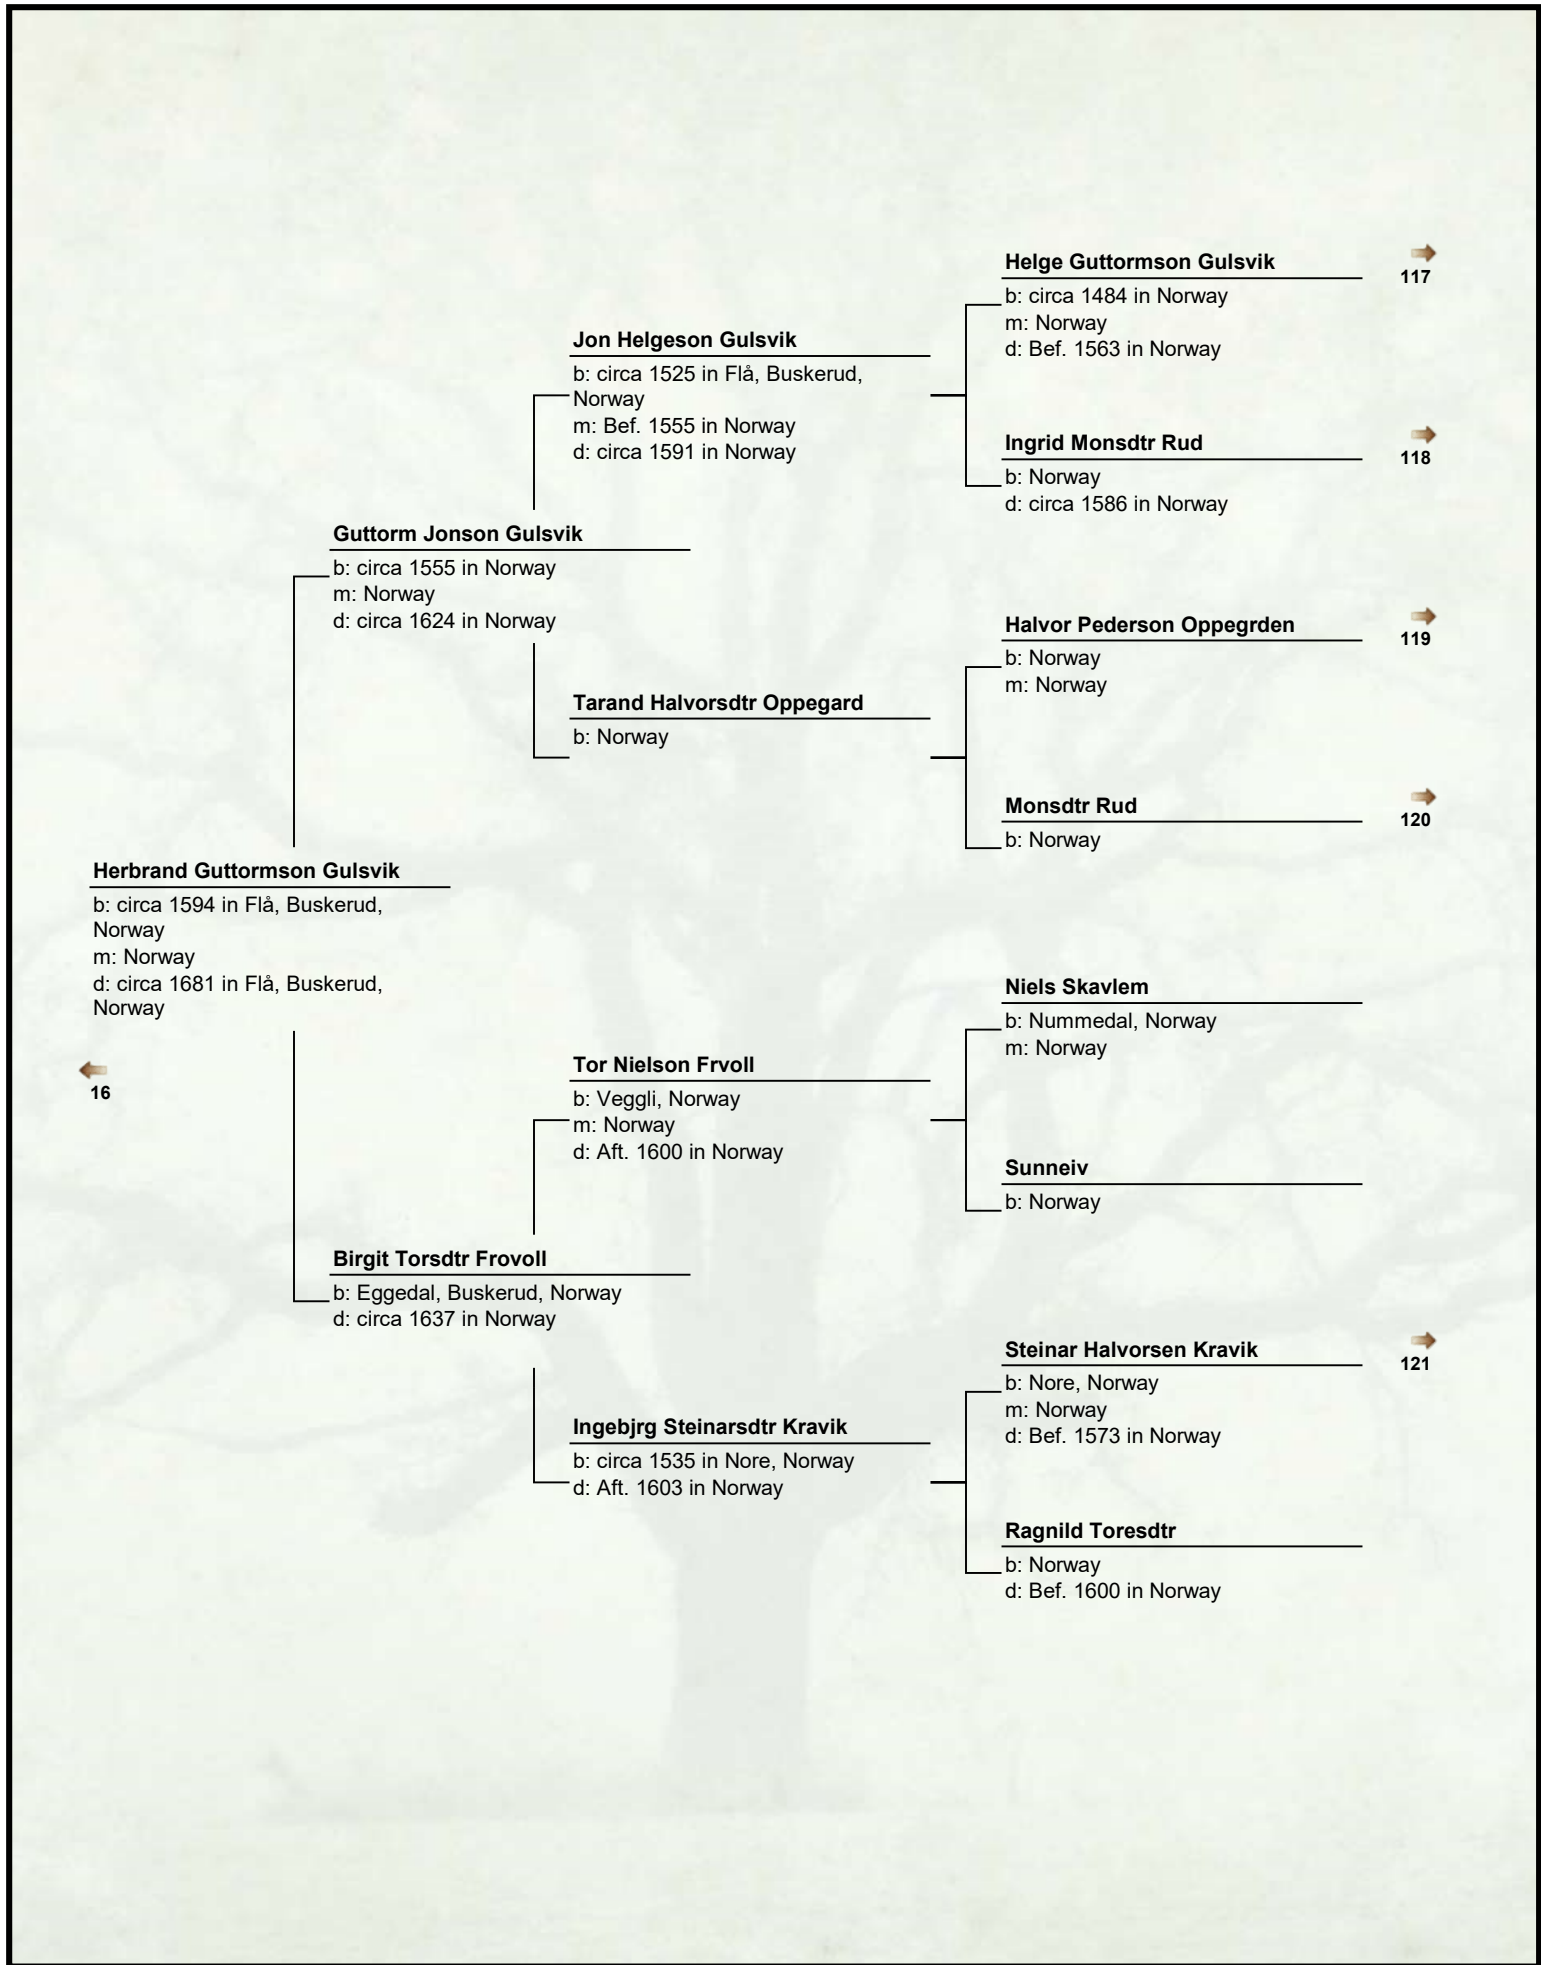 Helge Guttormson Gulsvik
117
b: circa 1484 in Norway
m: Norway
d: Bef. 1563 in Norway
Jon Helgeson Gulsvik
b: circa 1525 in Flå, Buskerud,
Norway
m: Bef. 1555 in Norway
d: circa 1591 in Norway
Ingrid Monsdtr Rud
118
b: Norway
d: circa 1586 in Norway
Guttorm Jonson Gulsvik
b: circa 1555 in Norway
m: Norway
d: circa 1624 in Norway
Halvor Pederson Oppegrden
119
b: Norway
m: Norway
Tarand Halvorsdtr Oppegard
b: Norway
Monsdtr Rud
120
b: Norway
Herbrand Guttormson Gulsvik
b: circa 1594 in Flå, Buskerud,
Norway
m: Norway
d: circa 1681 in Flå, Buskerud,
Norway
16
Niels Skavlem
b: Nummedal, Norway
m: Norway
Tor Nielson Frvoll
b: Veggli, Norway
m: Norway
d: Aft. 1600 in Norway
Sunneiv
b: Norway
Birgit Torsdtr Frovoll
b: Eggedal, Buskerud, Norway
d: circa 1637 in Norway
Steinar Halvorsen Kravik
121
b: Nore, Norway
m: Norway
d: Bef. 1573 in Norway
Ingebjrg Steinarsdtr Kravik
b: circa 1535 in Nore, Norway
d: Aft. 1603 in Norway
Ragnild Toresdtr
b: Norway
d: Bef. 1600 in Norway